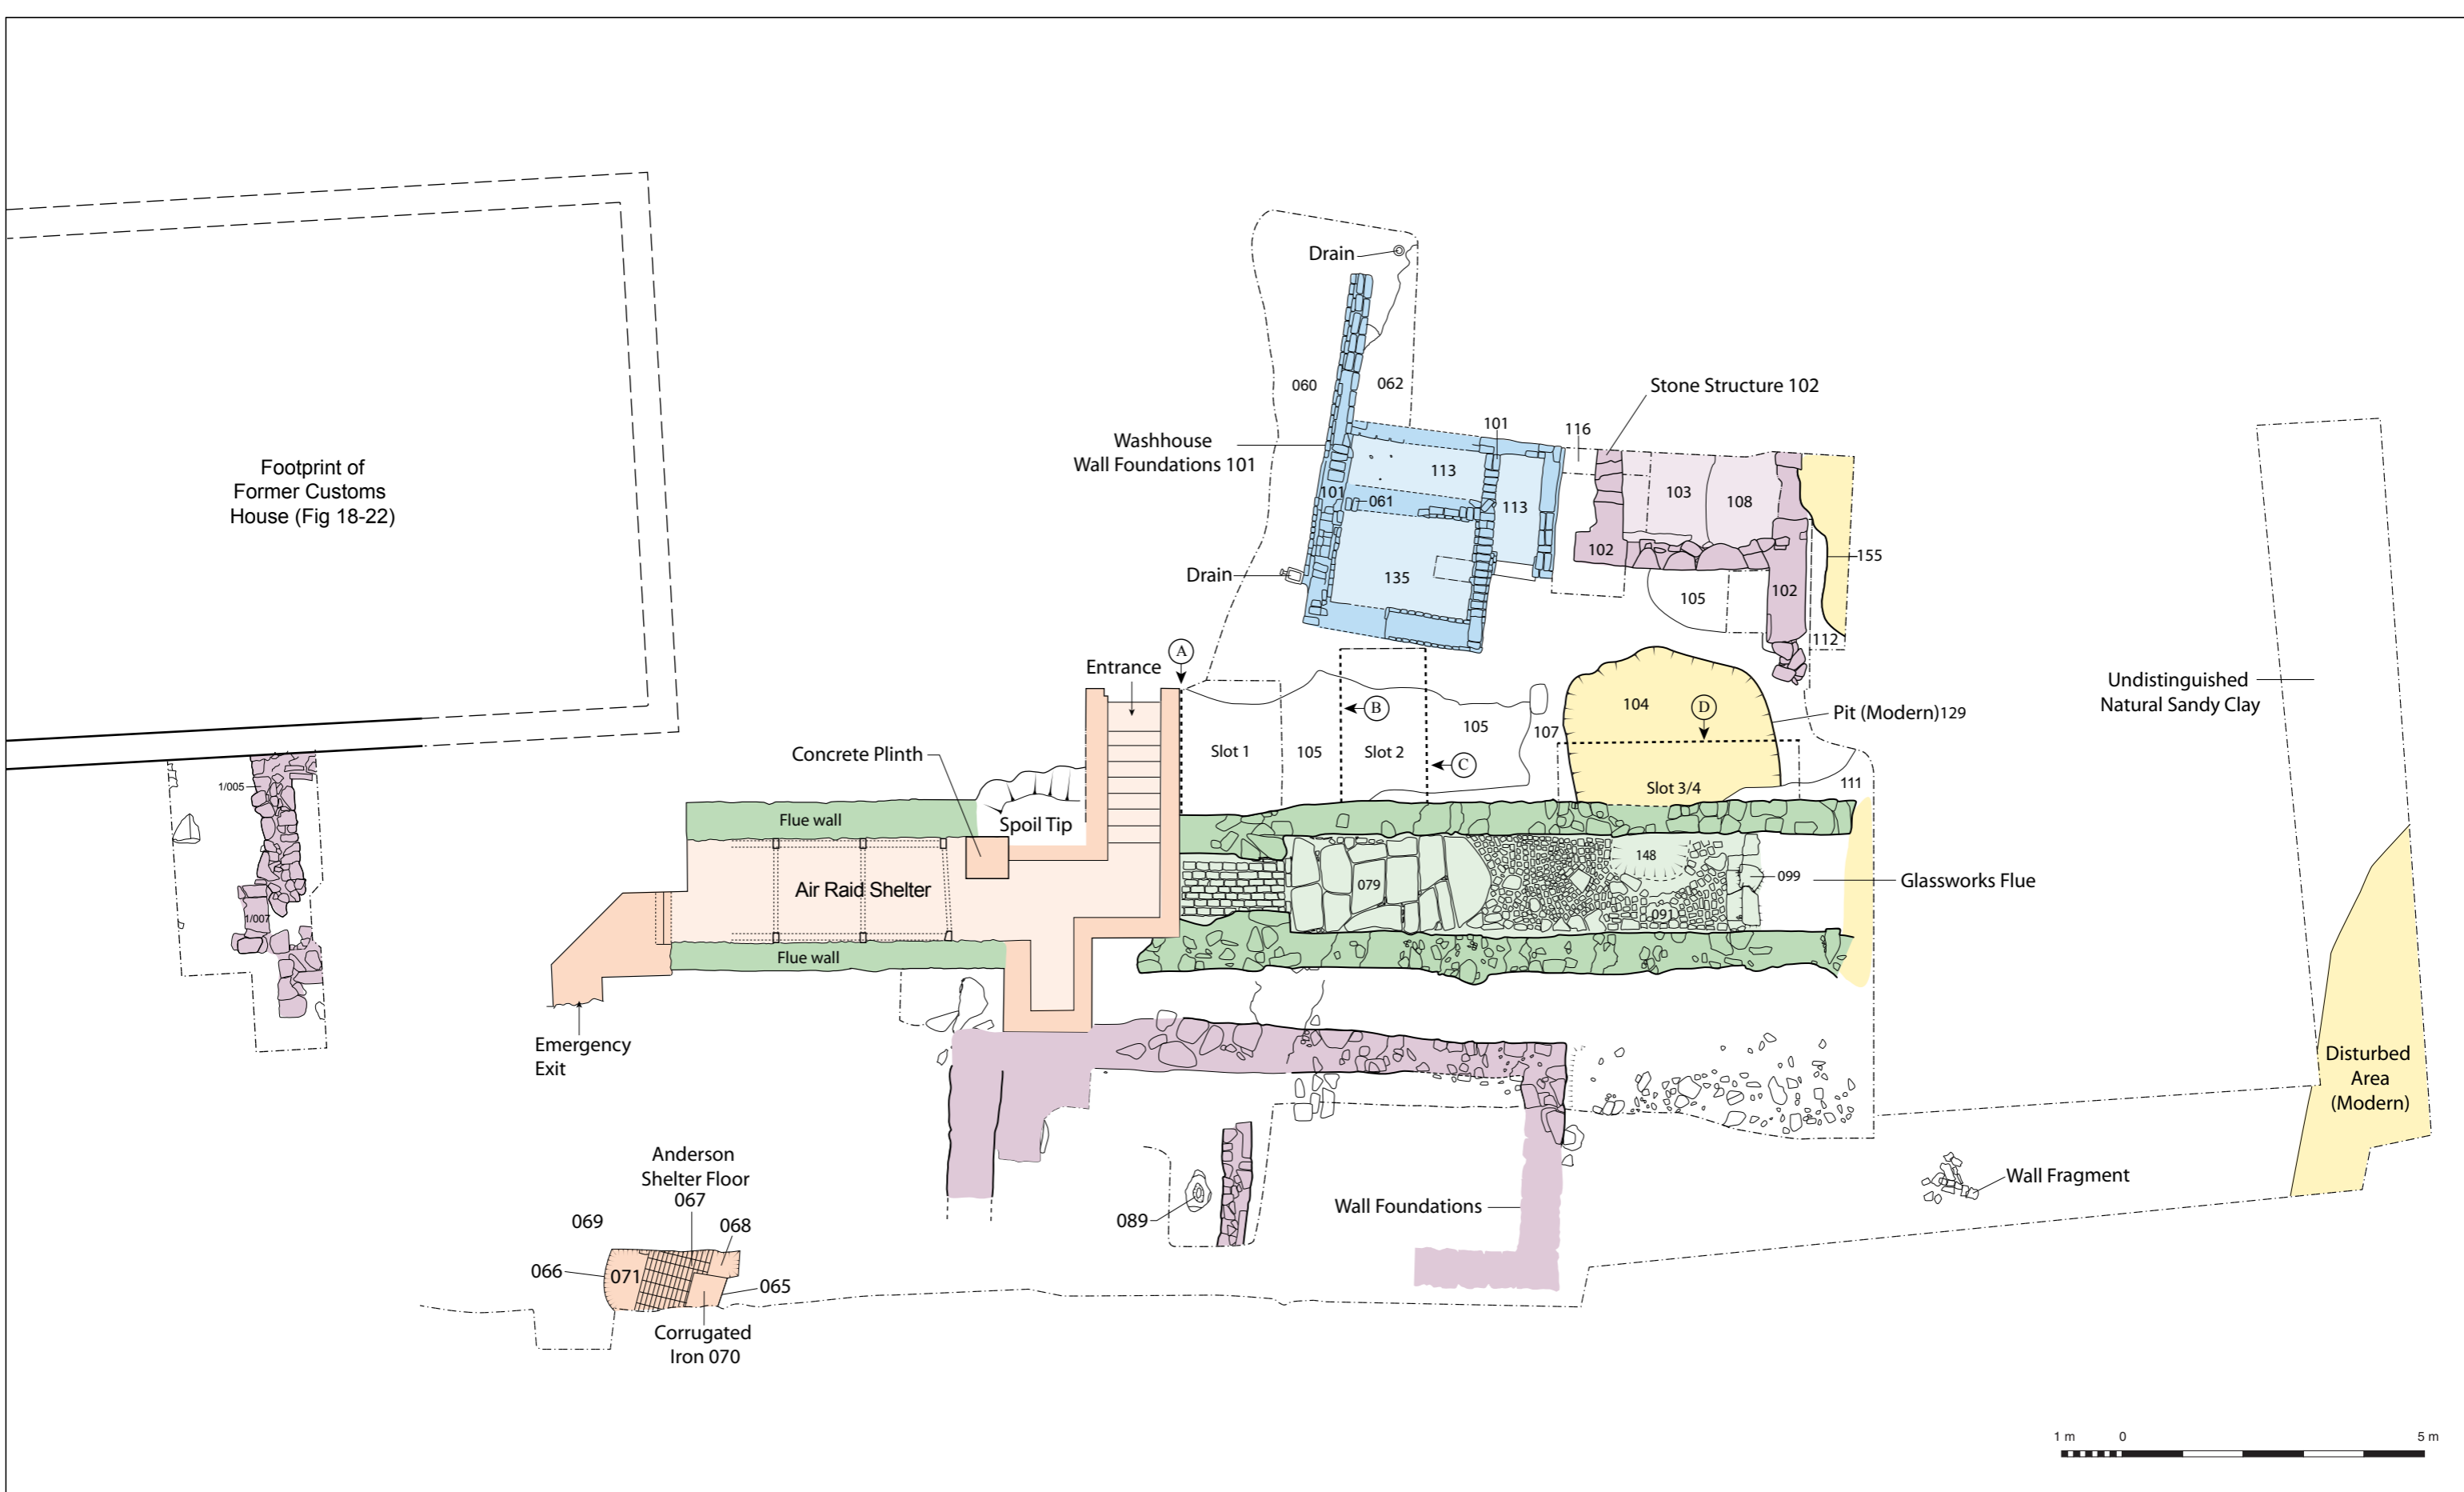 Drain
060
062
Stone Structure 102
101
116
Washhouse
Wall Foundations 101
113
103
108
101
061
113
102
155
Drain
135
105
102
112
Footprint of
Former Customs
House (Fig 18-22)
A
Entrance
B
104
D
Pit (Modern)129
Undistinguished
Natural Sandy Clay
Concrete Plinth
Slot 1
105
Slot 2
105
107
C
Slot 3/4
111
1/005
Flue wall
Spoil Tip
Air Raid Shelter
079
148
099
Glassworks Flue
091
1/007
Flue wall
Emergency
Exit
Disturbed
Area
(Modern)
Anderson
Shelter Floor
067
069
068
066
071
065
Corrugated
Iron 070
089
Wall Foundations
Wall Fragment
1 m
0
5 m